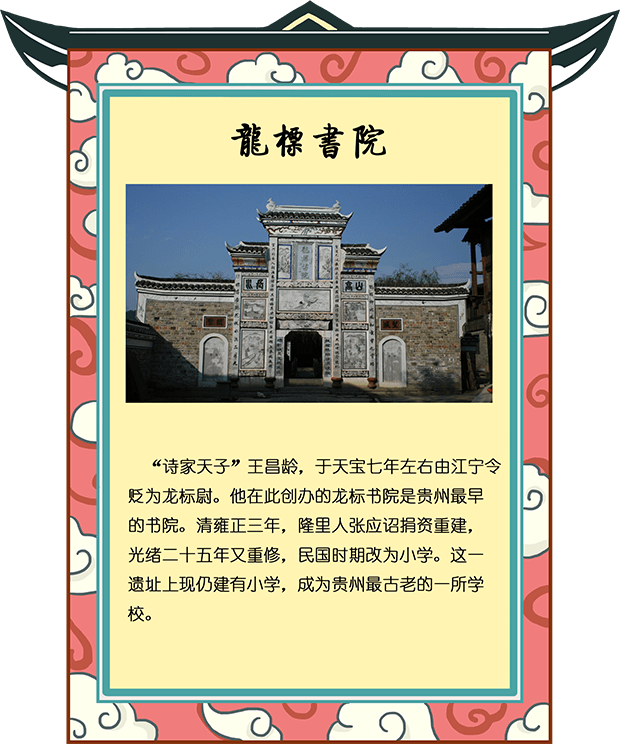 龍標書院
“诗家天子”王昌龄，于天宝七年左右由江宁令
贬为龙标尉。他在此创办的龙标书院是贵州最早
的书院。清雍正三年，隆里人张应诏捐资重建，
光绪二十五年又重修，民国时期改为小学。这一
遗址上现仍建有小学，成为贵州最古老的一所学
校。